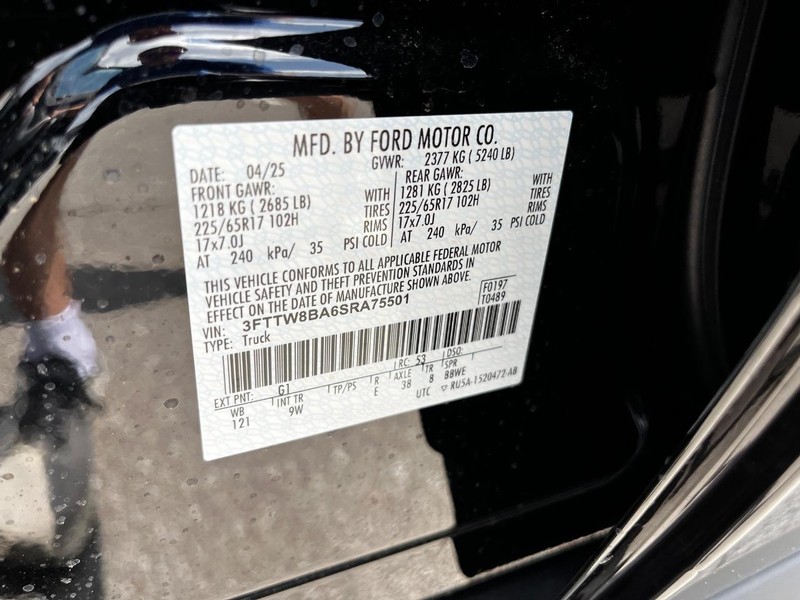 MFD. BY FORD MOTOR CO.
DATE: 04/25 GVWR: 2377 KG ( 5240 LB)
FRONT GAWR: REAR GAWR:
1218 KG ( 2685 LB) WITH 1281 KG ( 2825 LB) WITH
225/65R17 102H TIRES 225/65R17 102H TIRES
17x7.0J RIMS 17x7.0J RIMS
AT 240 kPa/ 35 PSI COLD AT 240 kPa/ 35 PSI COLD
THIS VEHICLE CONFORMS TO ALL APPLICABLE FEDERAL MOTOR
VEHICLE SAFETY AND THEFT PREVENTION STANDARDS IN
EFFECT ON THE DATE OF MANUFACTURE SHOWN ABOVE.
F0197
VIN: 3FTTW8BA6SRA75501 T0489
TYPE: Truck
RC: 53 DSO:
EXT PNT: G1
WB INT TR TP/PS R AXLE TR SPR
121 9W E 38 8 BBWE
UTC ▽ RU5A-1520472-AB